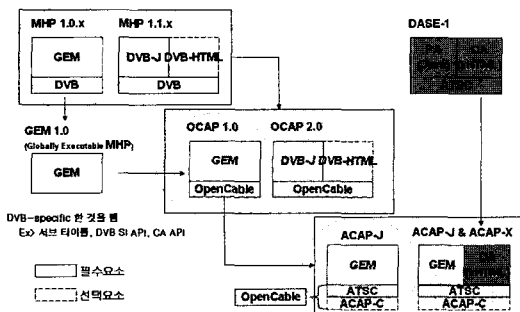 MHP 1.0.x
MHP 1.1.x
DASE-1
GEM
DVB
DVB-J
DVB-HTML
DVB
GEM 1.0
(Globally Executable MHP)
GEM
OCAP 1.0
OCAP 2.0
GEM
OpenCable
DVB-J
DVB-HTML
OpenCable
DVB-specific 한 것을 뺌
Ex> 서브 타이틀, DVB SI API, CA API
필수요소
선택요소
ACAP-J
ACAP-J & ACAP-X
GEM
ATSC
ACAP-C
GEM
ATSC
ACAP-C
OpenCable